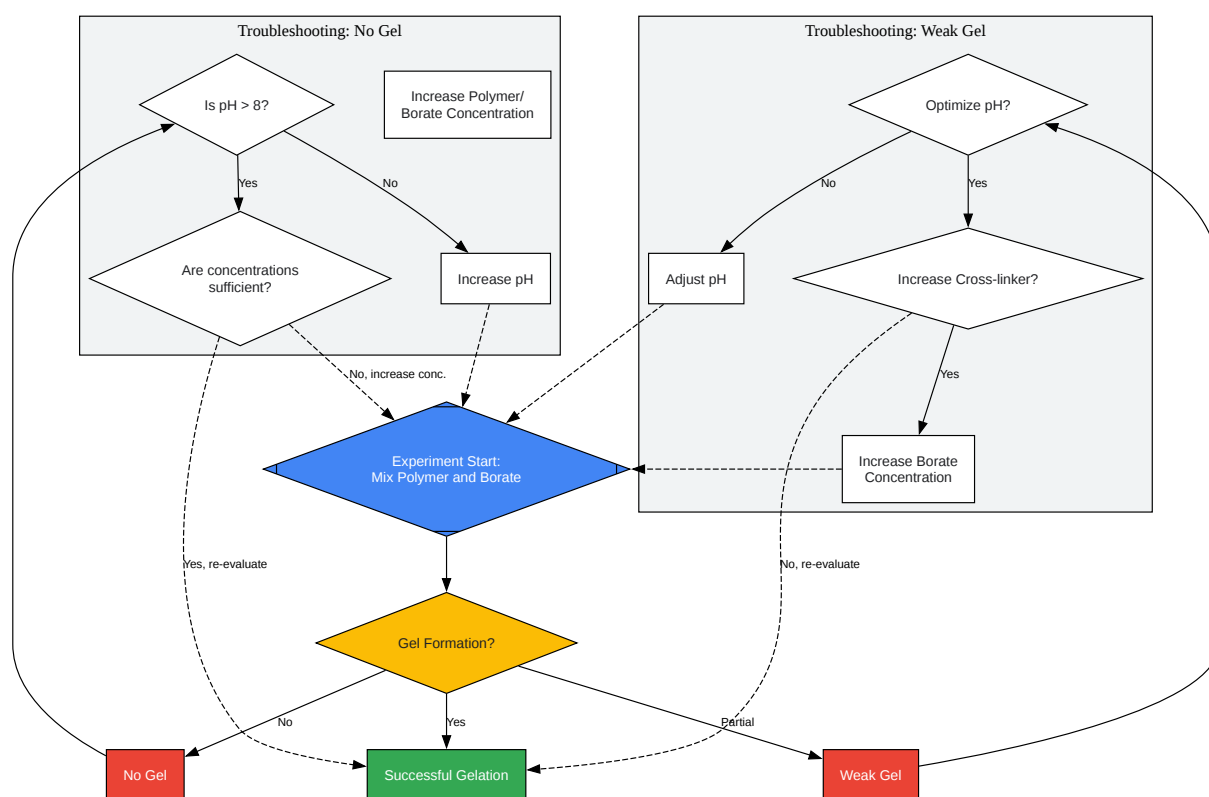 Troubleshooting: No Gel
Troubleshooting: Weak Gel
Is pH > 8?
Increase Polymer/
Borate Concentration
Optimize pH?
Yes
No
No
Yes
Are concentrations
sufficient?
Increase pH
Adjust pH
Increase Cross-linker?
No, increase conc.
Yes
Experiment Start:
Mix Polymer and Borate
Increase Borate
Concentration
Yes, re-evaluate
No, re-evaluate
Gel Formation?
No
Yes
Partial
No Gel
Successful Gelation
Weak Gel